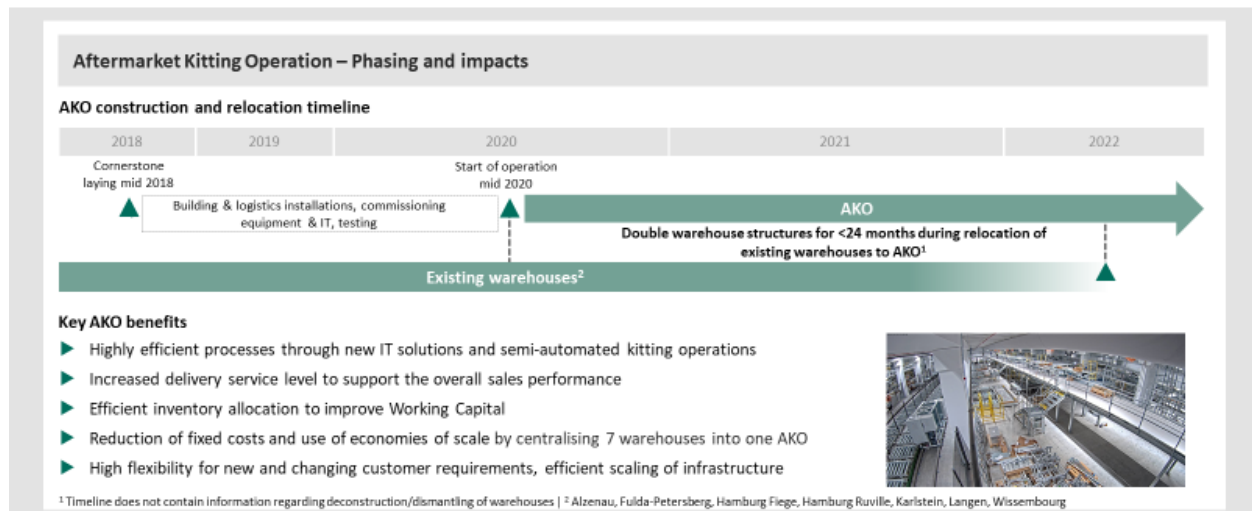 Aftermarket Kitting Operation – Phasing and impacts
AKO construction and relocation timeline
2018 2019 2020 2021 2022
Cornerstone
laying mid 2018
Start of operation
mid 2020
Building & logistics installations, commissioning
equipment & IT, testing
AKO
Double warehouse structures for <24 months during relocation of
existing warehouses to AKO¹
Existing warehouses²
Key AKO benefits
Highly efficient processes through new IT solutions and semi-automated kitting operations
Increased delivery service level to support the overall sales performance
Efficient inventory allocation to improve Working Capital
Reduction of fixed costs and use of economies of scale by centralising 7 warehouses into one AKO
High flexibility for new and changing customer requirements, efficient scaling of infrastructure
¹ Timeline does not contain information regarding deconstruction/dismantling of warehouses | ² Alzenau, Fulda-Petersberg, Hamburg Fiege, Hamburg Ruville, Karlstein, Langen, Wissembourg